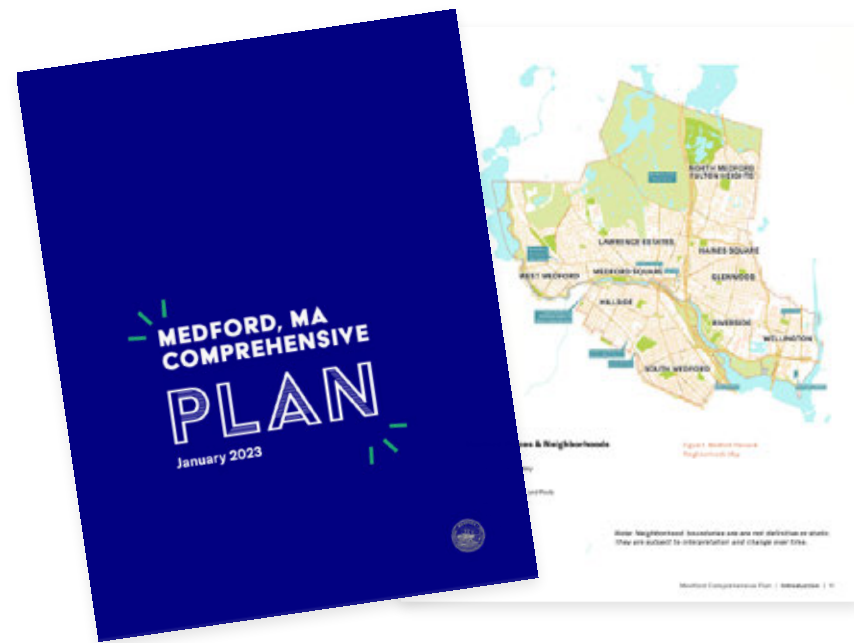 MEDFORD, MA
COMPREHENSIVE
PLAN
January 2023
NORTH MEDFORD
FULTON HEIGHTS
LAWRENCE ESTATES
HAINES SQUARE
WEST MEDFORD
MEDFORD SQUARE
GLENWOOD
HILLSIDE
RIVERSIDE
WELLINGTON
SOUTH MEDFORD
& Neighborhoods
Note: Neighborhood boundaries are are not definitive or static
they are subject to interpretation and change over time.
Medford Comprehensive Plan | Introduction |